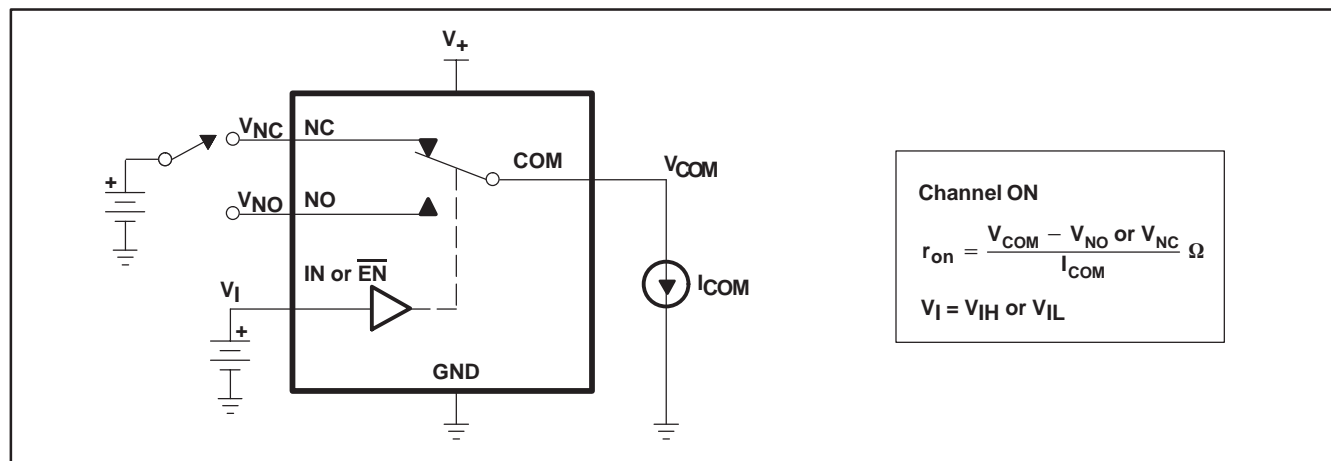 V+
VNC NC
COM VCOM
+
VNO NO
IN or EN
VI
+
ICOM
GND
Channel ON
ron = VCOM − VNO or VNC / ICOM Ω
VI = VIH or VIL